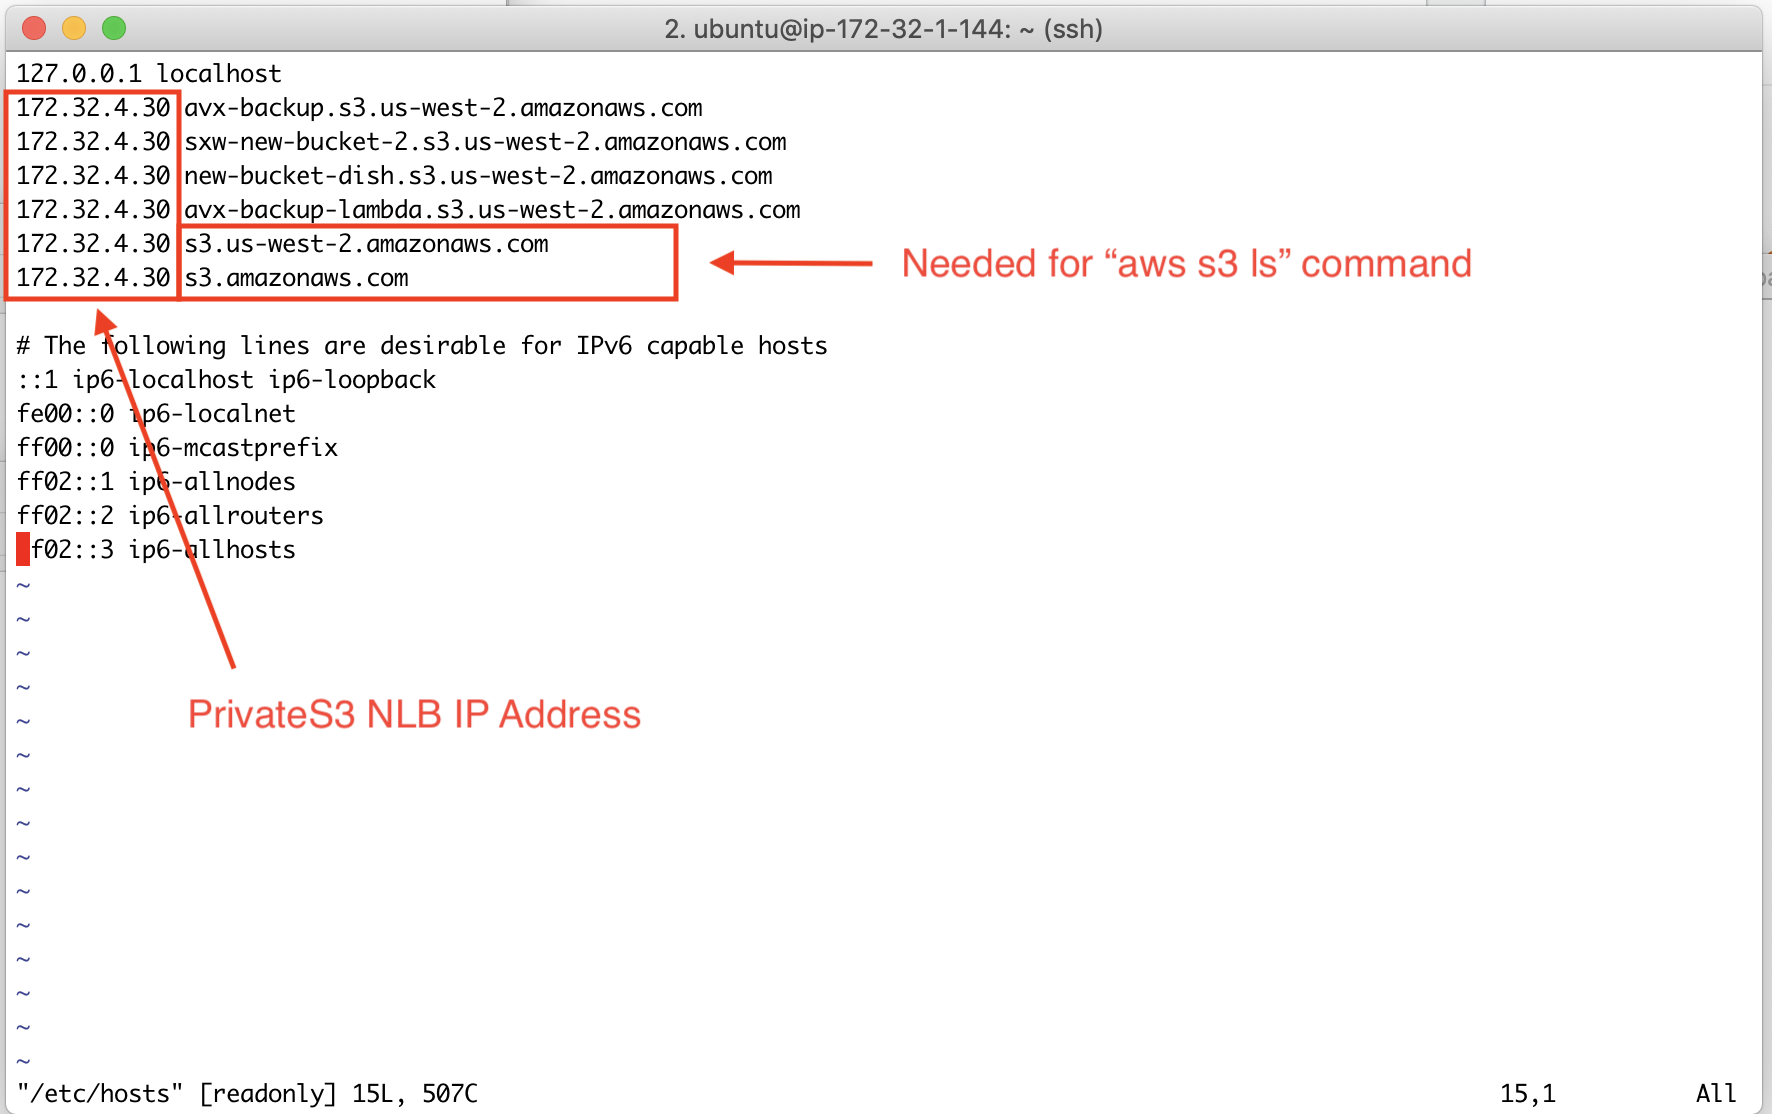 2. ubuntu@ip-172-32-1-144: ~ (ssh)
127.0.0.1 localhost
172.32.4.30 avx-backup.s3.us-west-2.amazonaws.com
172.32.4.30 sxw-new-bucket-2.s3.us-west-2.amazonaws.com
172.32.4.30 new-bucket-dish.s3.us-west-2.amazonaws.com
172.32.4.30 avx-backup-lambda.s3.us-west-2.amazonaws.com
172.32.4.30 s3.us-west-2.amazonaws.com
172.32.4.30 s3.amazonaws.com
Needed for “aws s3 ls” command
# The following lines are desirable for IPv6 capable hosts
::1 ip6-localhost ip6-loopback
fe00::0 ip6-localnet
ff00::0 ip6-mcastprefix
ff02::1 ip6-allnodes
ff02::2 ip6-allrouters
f02::3 ip6-allhosts
~
~
~
~
PrivateS3 NLB IP Address
~
~
~
~
~
~
~
~
~
~
~
"/etc/hosts" [readonly] 15L, 507C 15,1 All